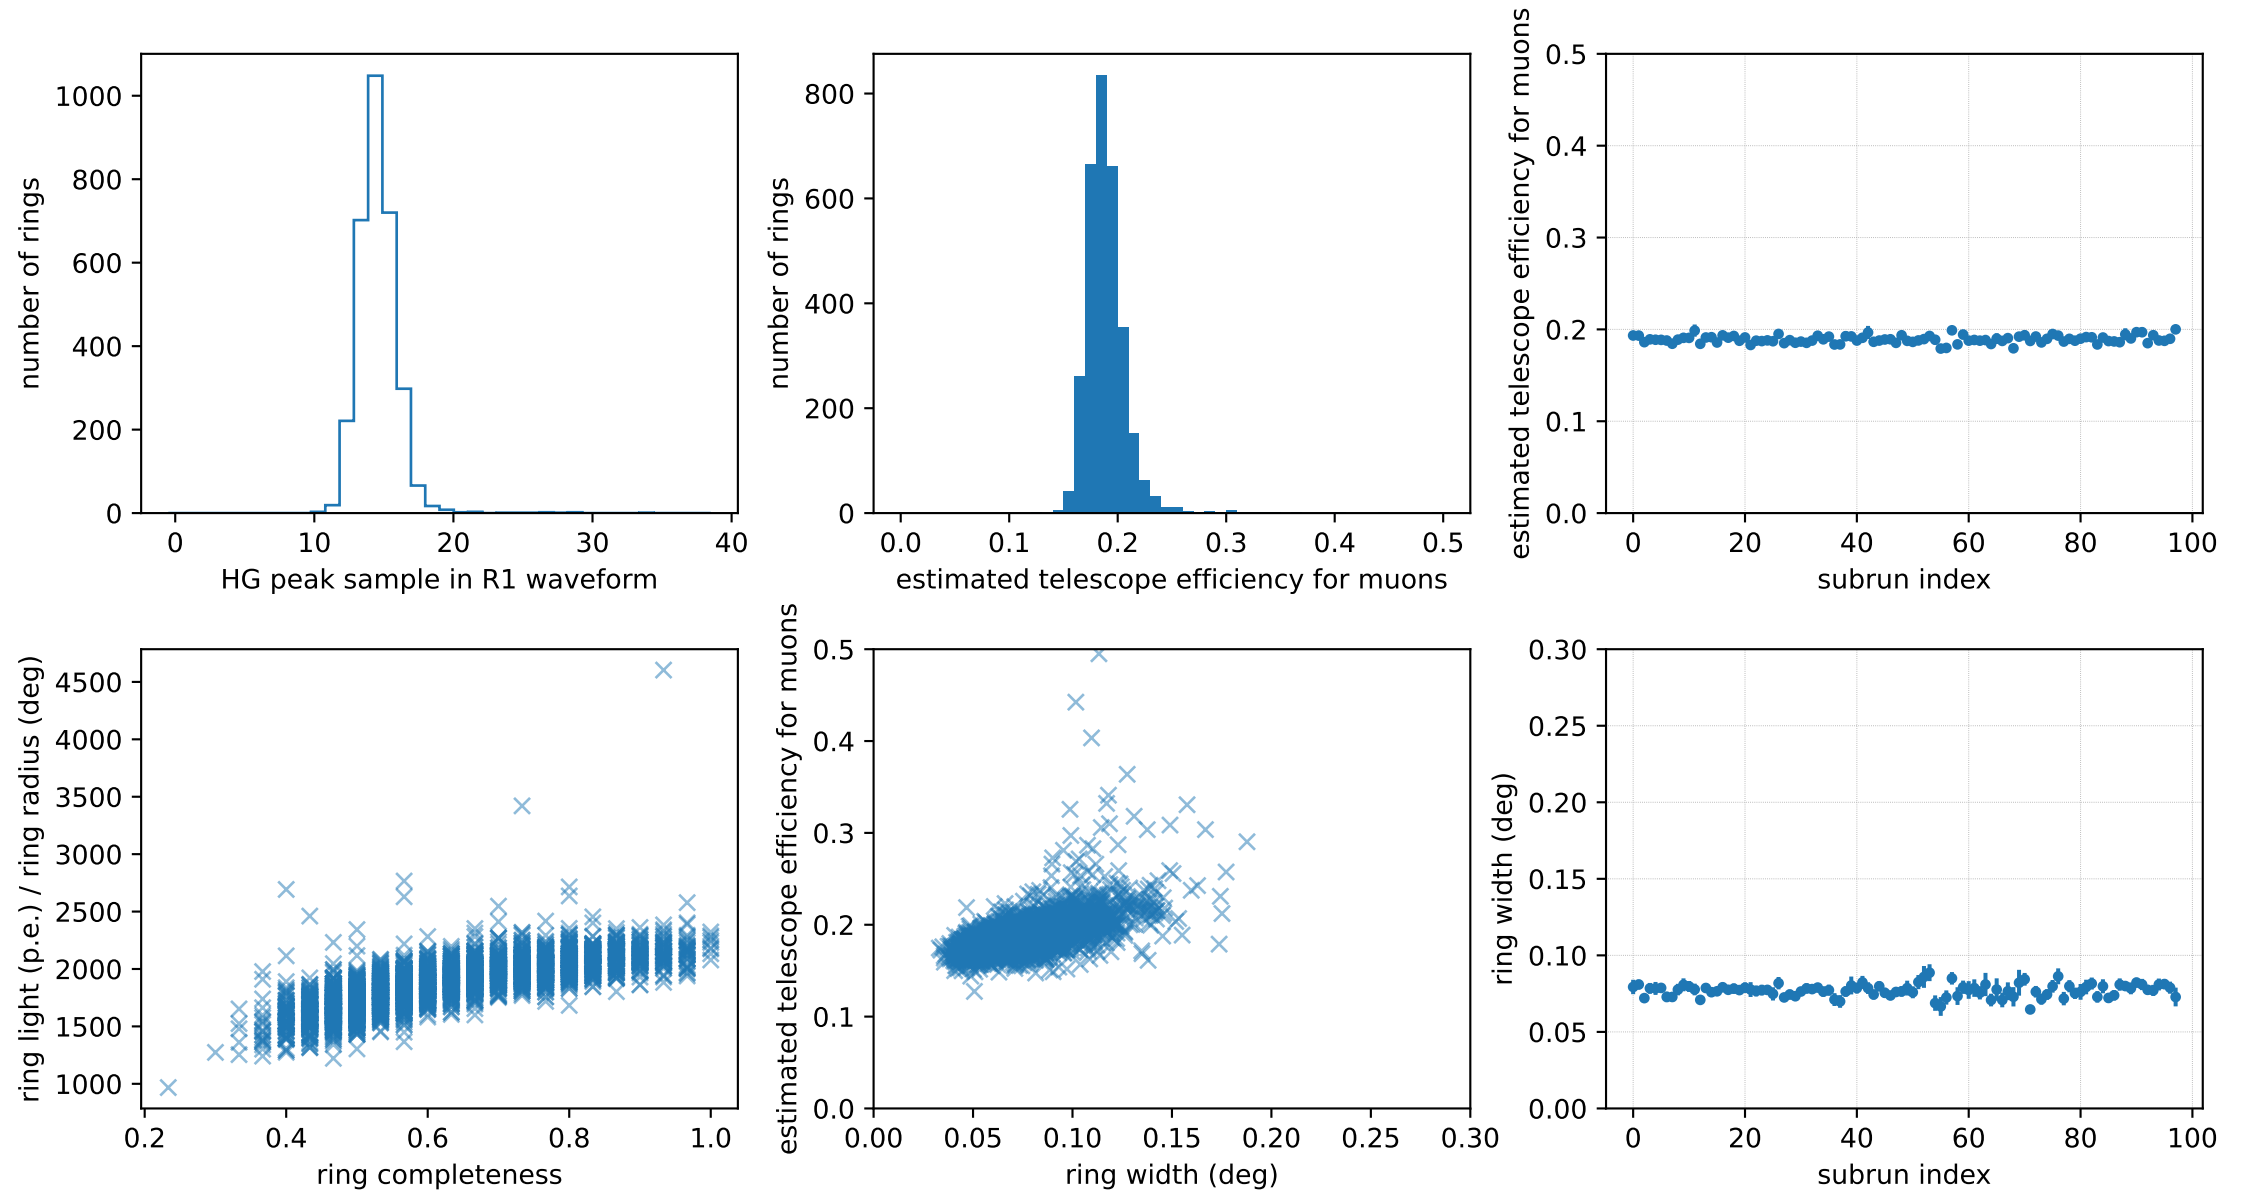 1000
800
600
400
200
0
number of rings
0 10 20 30 40
HG peak sample in R1 waveform
800
600
400
200
0
number of rings
0.0 0.1 0.2 0.3 0.4 0.5
estimated telescope efficiency for muons
0.5
0.4
0.3
0.2
0.1
0.0
estimated telescope efficiency for muons
0 20 40 60 80 100
subrun index
4500
4000
3500
3000
2500
2000
1500
1000
ring light (p.e.) / ring radius (deg)
0.2 0.4 0.6 0.8 1.0
ring completeness
0.5
0.4
0.3
0.2
0.1
0.0
estimated telescope efficiency for muons
0.00 0.05 0.10 0.15 0.20 0.25 0.30
ring width (deg)
0.30
0.25
0.20
0.15
0.10
0.05
0.00
ring width (deg)
0 20 40 60 80 100
subrun index